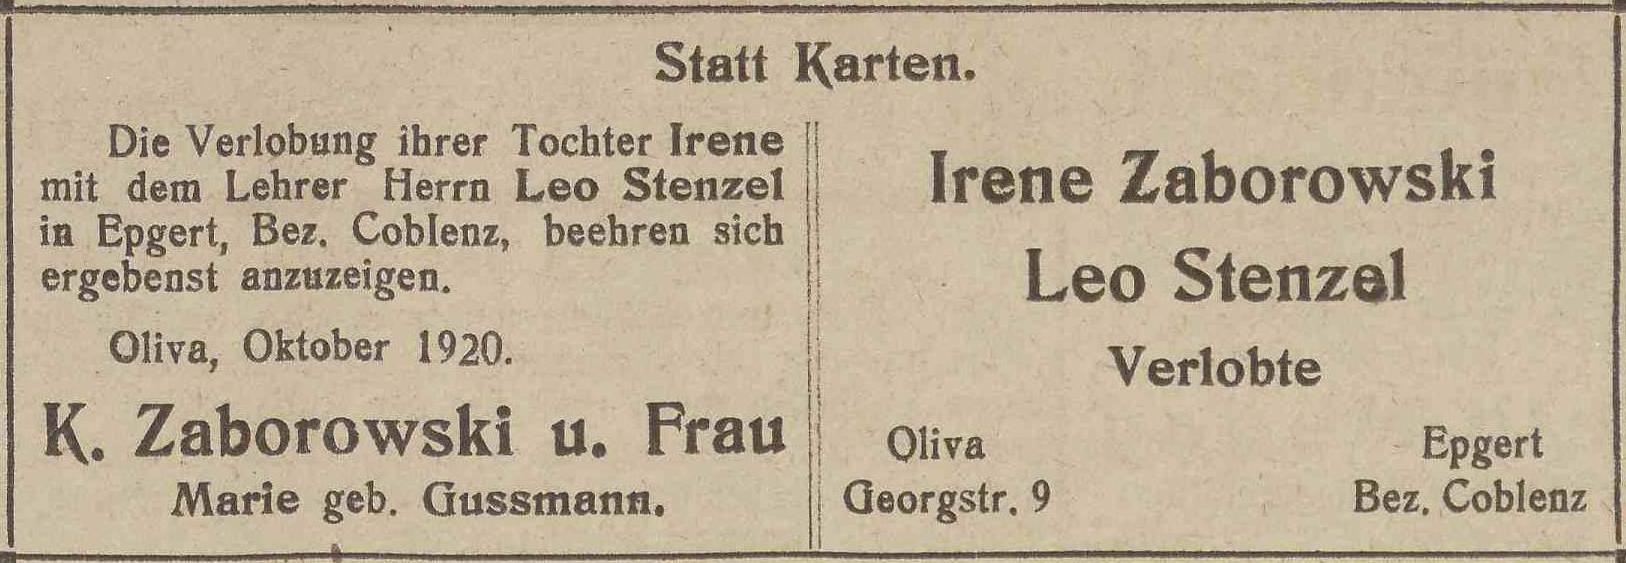 Statt Karten.
Die Verlobung ihrer Tochter Irene
mit dem Lehrer Herrn Leo Stenzel
in Epgert, Bez. Coblenz, beehren sich
ergebenst anzuzeigen.
Oliva, Oktober 1920.
K. Zaborowski u. Frau
Marie geb. Gussmann.
Irene Zaborowski
Leo Stenzel
Verlobte
Oliva
Georgstr. 9
Epgert
Bez. Coblenz